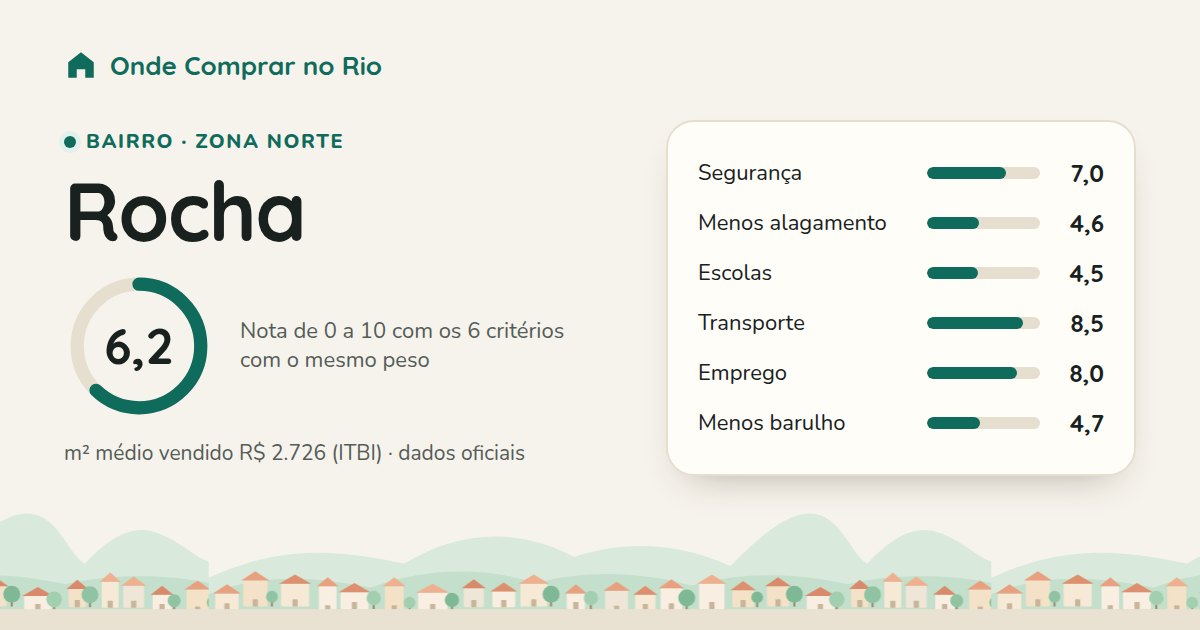 Onde Comprar no Rio
BAIRRO · ZONA NORTE
Rocha
6,2
Nota de 0 a 10 com os 6 critérios
com o mesmo peso
m² médio vendido R$ 2.726 (ITBI) · dados oficiais
Segurança 7,0
Menos alagamento 4,6
Escolas 4,5
Transporte 8,5
Emprego 8,0
Menos barulho 4,7